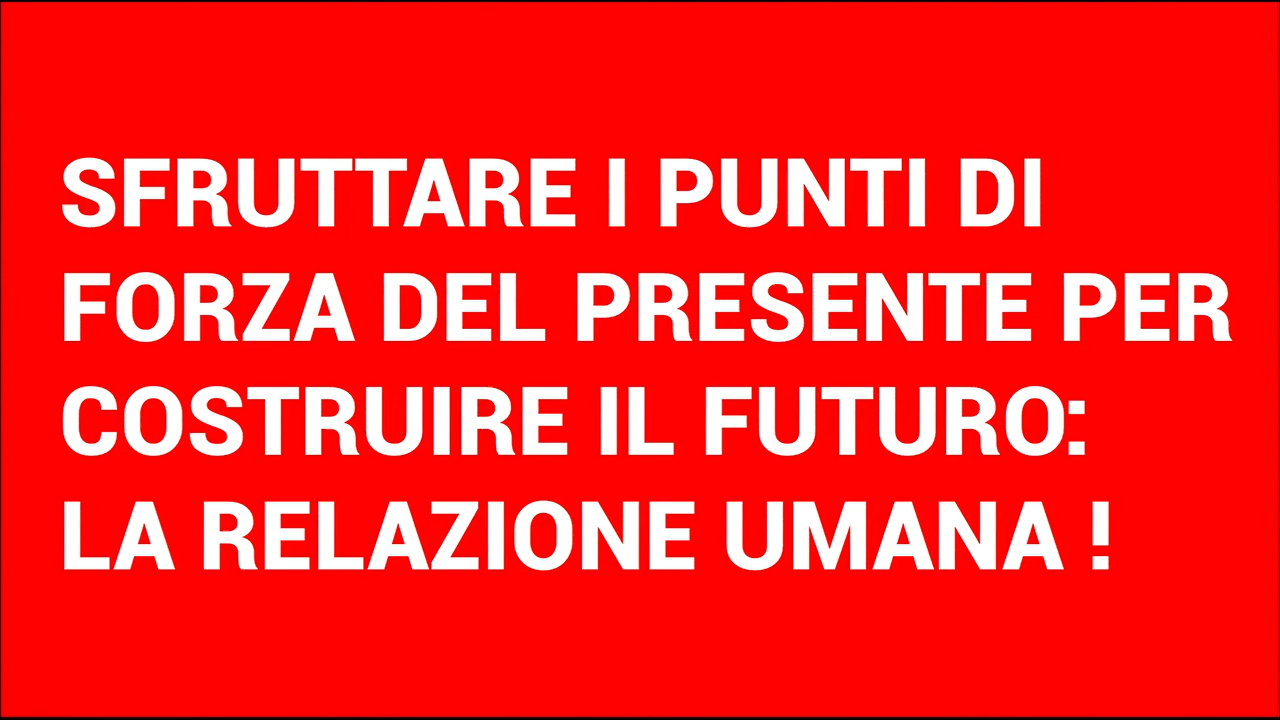 SFRUTTARE I PUNTI DI
FORZA DEL PRESENTE PER
COSTRUIRE IL FUTURO:
LA RELAZIONE UMANA !